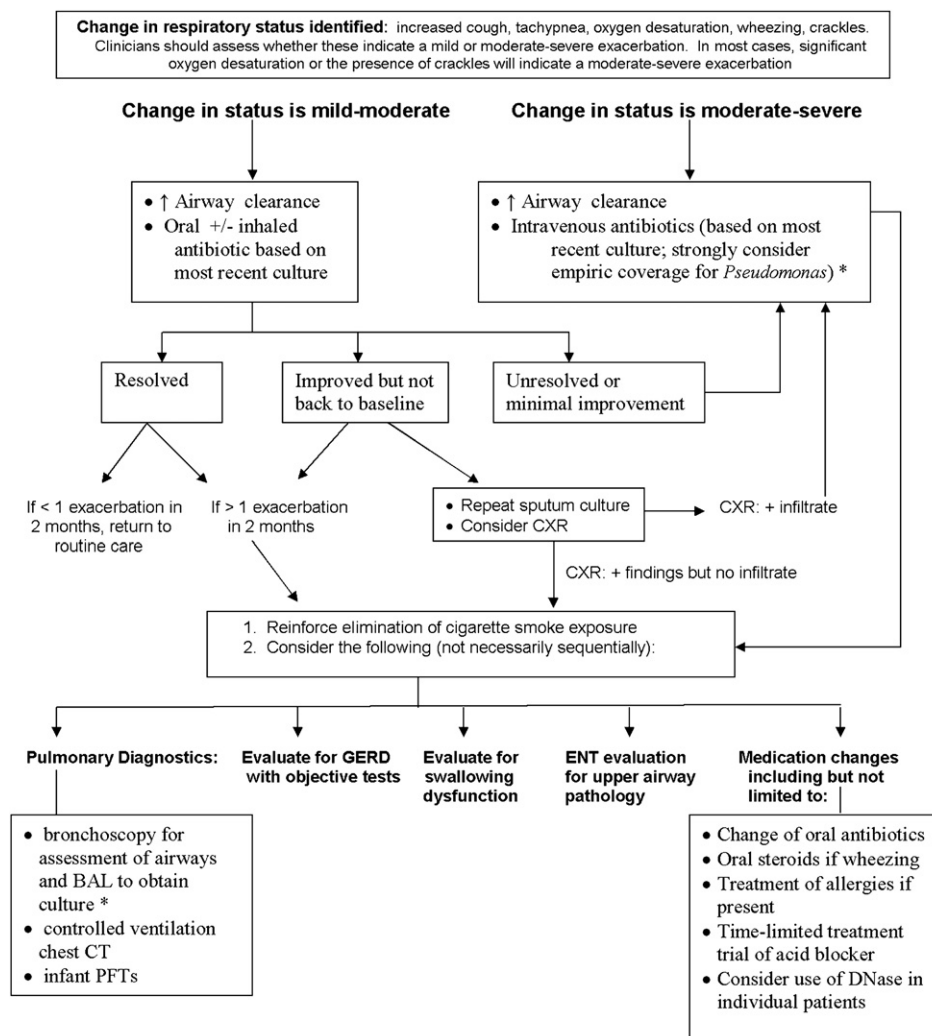 Change in respiratory status identified: increased cough, tachypnea, oxygen desaturation, wheezing, crackles.
Clinicians should assess whether these indicate a mild or moderate-severe exacerbation. In most cases, significant
oxygen desaturation or the presence of crackles will indicate a moderate-severe exacerbation
Change in status is mild-moderate
Change in status is moderate-severe
• ↑ Airway clearance
• Oral +/- inhaled
antibiotic based on
most recent culture
• ↑ Airway clearance
• Intravenous antibiotics (based on most
recent culture; strongly consider
empiric coverage for Pseudomonas) *
Resolved
Improved but not
back to baseline
Unresolved or
minimal improvement
If < 1 exacerbation in
2 months, return to
routine care
If > 1 exacerbation
in 2 months
• Repeat sputum culture
• Consider CXR
CXR: + infiltrate
CXR: + findings but no infiltrate
1. Reinforce elimination of cigarette smoke exposure
2. Consider the following (not necessarily sequentially):
Pulmonary Diagnostics:
Evaluate for GERD
with objective tests
Evaluate for
swallowing
dysfunction
ENT evaluation
for upper airway
pathology
Medication changes
including but not
limited to:
• bronchoscopy for
assessment of airways
and BAL to obtain
culture *
• controlled ventilation
chest CT
• infant PFTs
• Change of oral antibiotics
• Oral steroids if wheezing
• Treatment of allergies if
present
• Time-limited treatment
trial of acid blocker
• Consider use of DNase in
individual patients